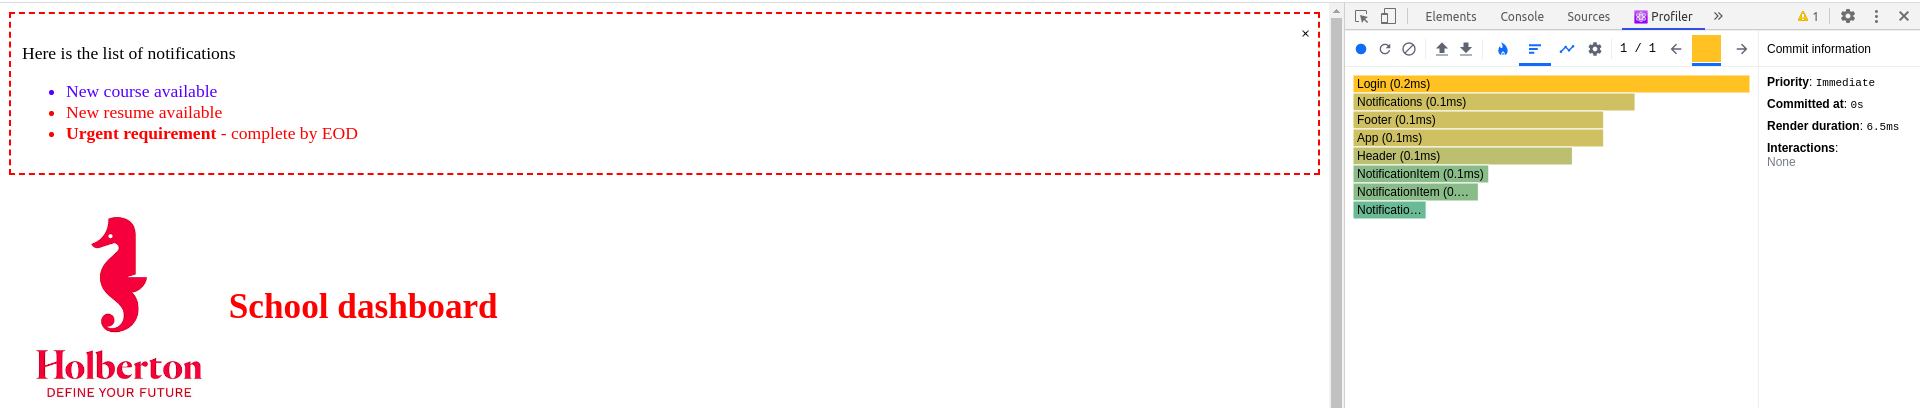 Here is the list of notifications
×
New course available
New resume available
Urgent requirement - complete by EOD
School dashboard
Holberton
DEFINE YOUR FUTURE
Elements Console Sources Profiler » 1
1 / 1
Login (0.2ms)
Notifications (0.1ms)
Footer (0.1ms)
App (0.1ms)
Header (0.1ms)
NotificationItem (0.1ms)
NotificationItem (0.…
Notificatio…
Commit information
Priority: Immediate
Committed at: 0s
Render duration: 6.5ms
Interactions:
None